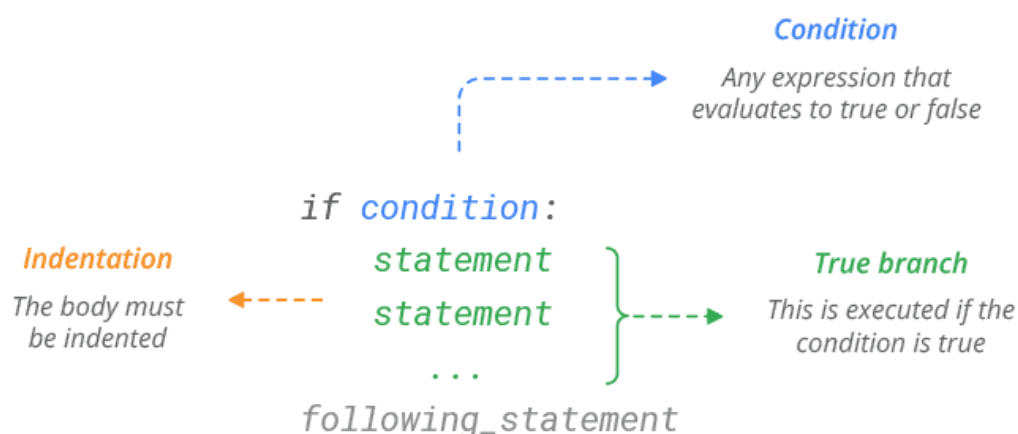 Condition
Any expression that
evaluates to true or false
if condition:
Indentation
The body must
be indented
statement
statement
...
True branch
This is executed if the
condition is true
following_statement